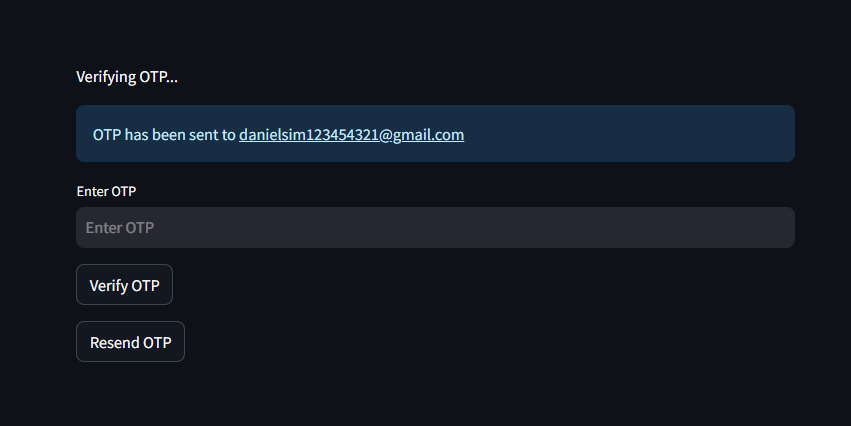 Verifying OTP...
OTP has been sent to danielsim123454321@gmail.com
Enter OTP
Enter OTP
Verify OTP
Resend OTP